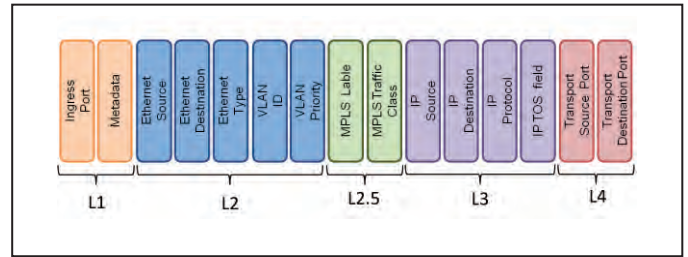 Ingress
Port
Metadata
Ethernet
Source
Ethernet
Destination
Ethernet
Type
VLAN
ID
VLAN
Priority
MPLS Lable
MPLS Traffic
Class
IP
Source
IP
Destination
IP
Protocol
IP TOS field
Transport
Source Port
Transport
Destination Port
L1
L2
L2.5
L3
L4